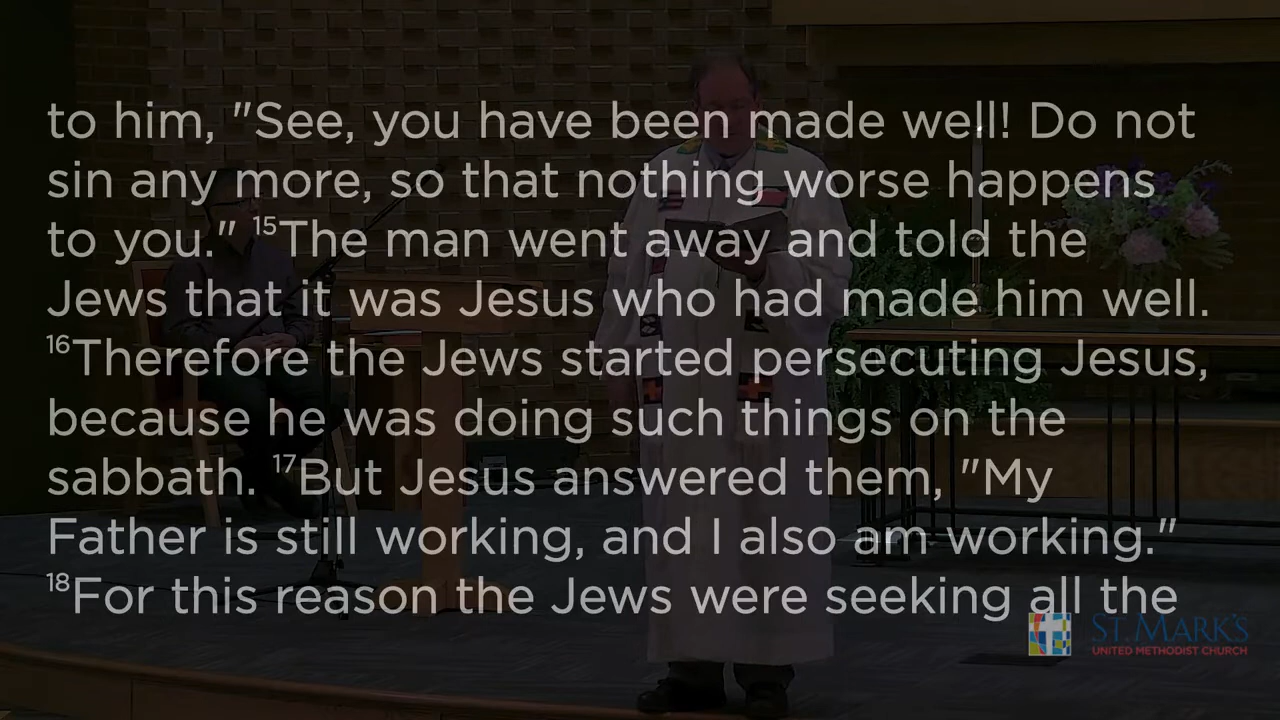 to him, "See, you have been made well! Do not
sin any more, so that nothing worse happens
to you." 15The man went away and told the
Jews that it was Jesus who had made him well.
16Therefore the Jews started persecuting Jesus,
because he was doing such things on the
sabbath. 17But Jesus answered them, "My
Father is still working, and I also am working."
18For this reason the Jews were seeking all the
ST. MARK'S
UNITED METHODIST CHURCH